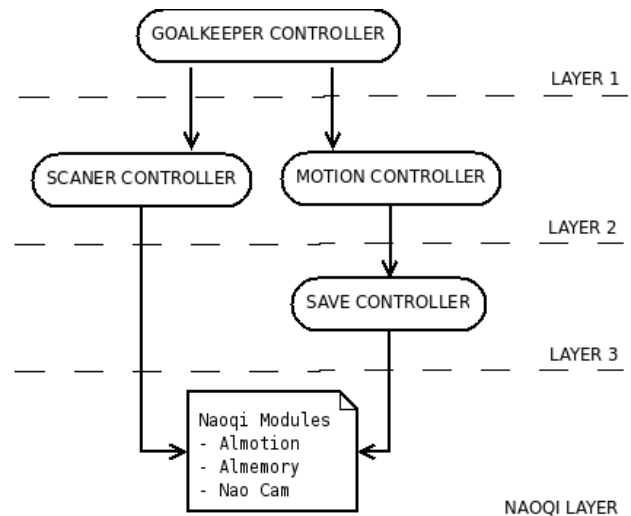 GOALKEEPER CONTROLLER
LAYER 1
SCANER CONTROLLER
MOTION CONTROLLER
LAYER 2
SAVE CONTROLLER
LAYER 3
Naoqi Modules
- Almotion
- Almemory
- Nao Cam
NAOQI LAYER